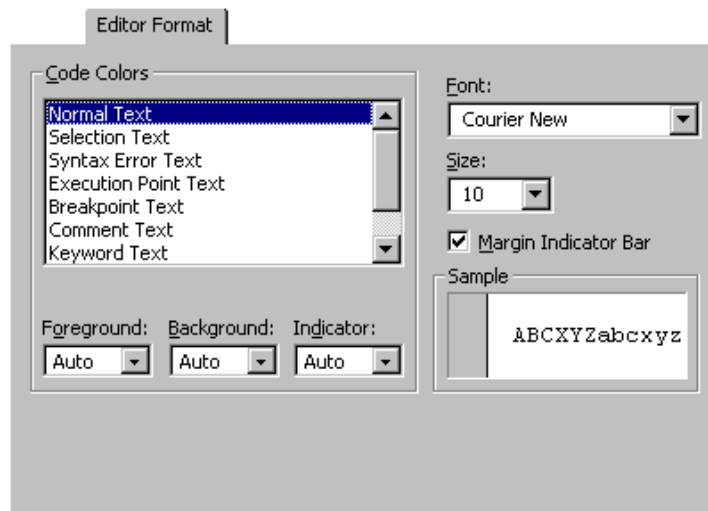 Editor Format
Code Colors
Normal Text
Selection Text
Syntax Error Text
Execution Point Text
Breakpoint Text
Comment Text
Keyword Text
Foreground: Background: Indicator:
Auto Auto Auto
Font:
Courier New
Size:
10
Margin Indicator Bar
Sample
ABCXYZabcxyz